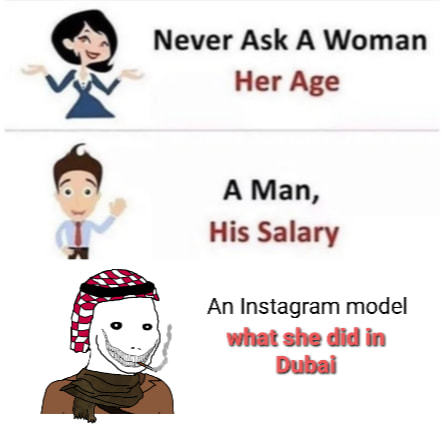 Never Ask A Woman
Her Age
A Man,
His Salary
An Instagram model
what she did in
Dubai